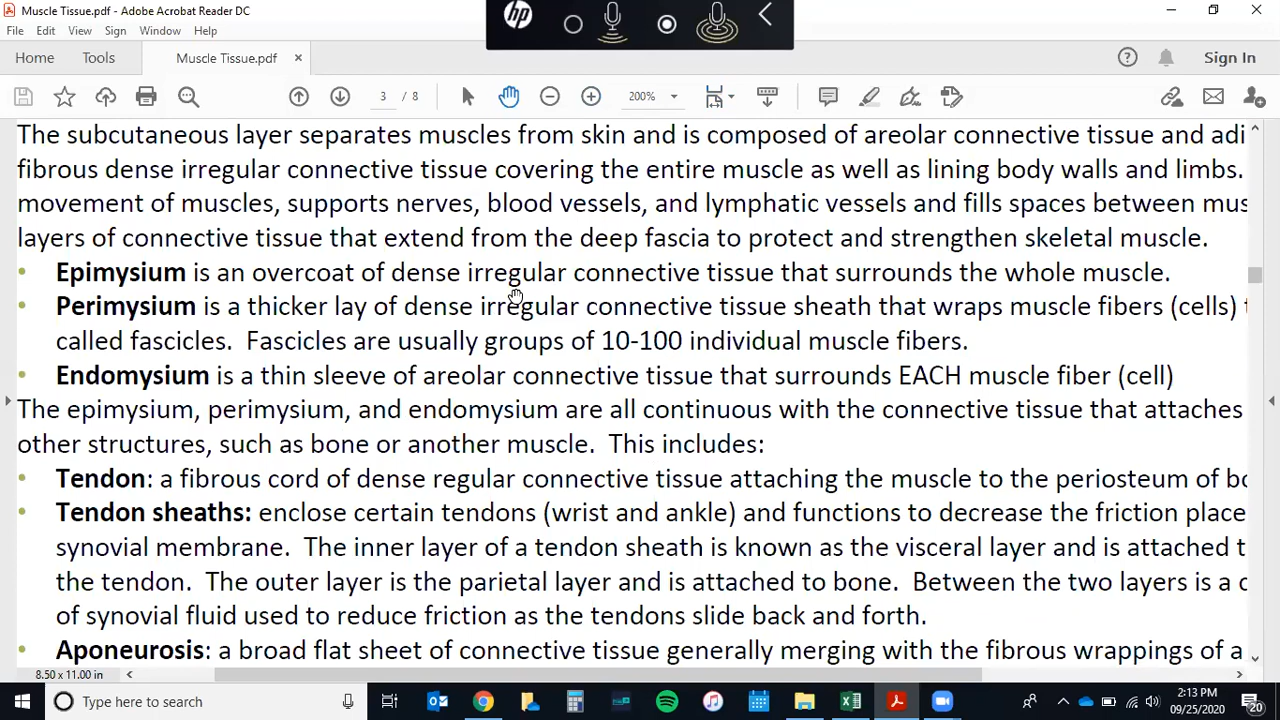 Muscle Tissue.pdf - Adobe Acrobat Reader DC
hp
File Edit View Sign Window Help
Home Tools Muscle Tissue.pdf × ? Sign In
3 / 8 200%
The subcutaneous layer separates muscles from skin and is composed of areolar connective tissue and adi
fibrous dense irregular connective tissue covering the entire muscle as well as lining body walls and limbs.
movement of muscles, supports nerves, blood vessels, and lymphatic vessels and fills spaces between mus
layers of connective tissue that extend from the deep fascia to protect and strengthen skeletal muscle.
• Epimysium is an overcoat of dense irregular connective tissue that surrounds the whole muscle.
• Perimysium is a thicker lay of dense irregular connective tissue sheath that wraps muscle fibers (cells) t
called fascicles. Fascicles are usually groups of 10-100 individual muscle fibers.
• Endomysium is a thin sleeve of areolar connective tissue that surrounds EACH muscle fiber (cell)
The epimysium, perimysium, and endomysium are all continuous with the connective tissue that attaches
other structures, such as bone or another muscle. This includes:
• Tendon: a fibrous cord of dense regular connective tissue attaching the muscle to the periosteum of bo
• Tendon sheaths: enclose certain tendons (wrist and ankle) and functions to decrease the friction place
synovial membrane. The inner layer of a tendon sheath is known as the visceral layer and is attached t
the tendon. The outer layer is the parietal layer and is attached to bone. Between the two layers is a c
of synovial fluid used to reduce friction as the tendons slide back and forth.
• Aponeurosis: a broad flat sheet of connective tissue generally merging with the fibrous wrappings of a
8.50 x 11.00 in
Type here to search
2:13 PM
09/25/2020
20